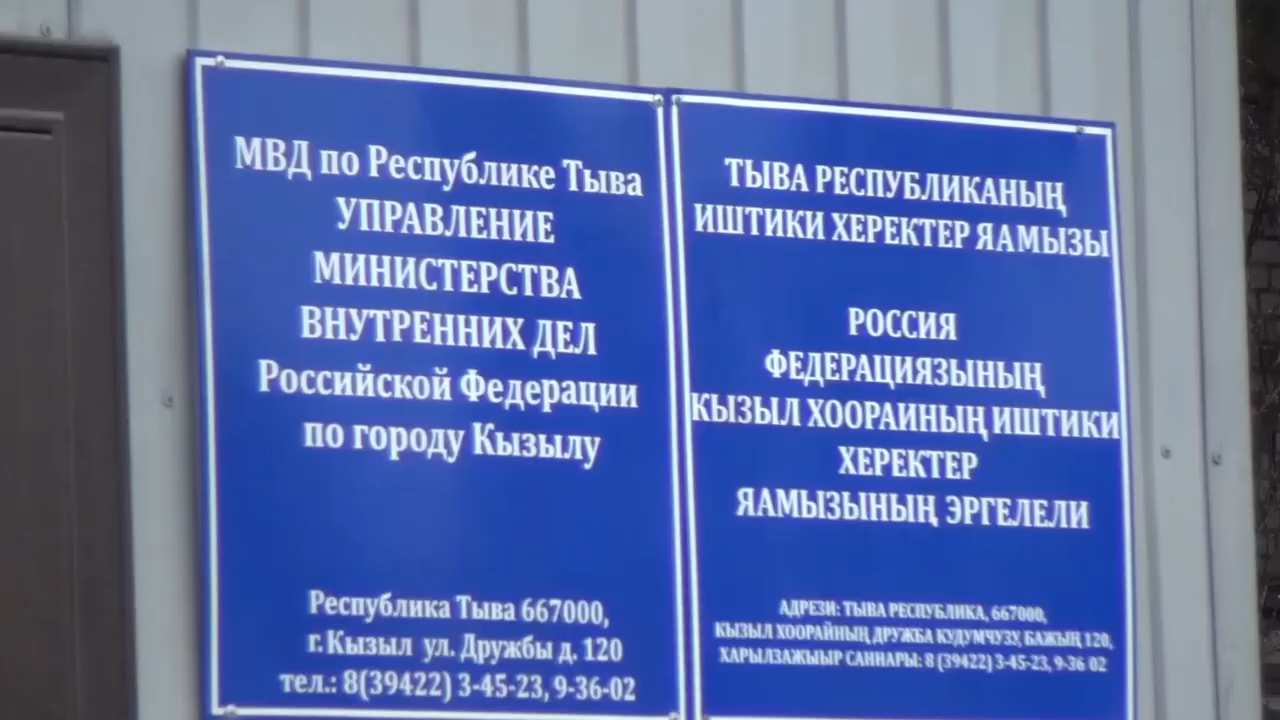 МВД по Республике Тыва
УПРАВЛЕНИЕ
МИНИСТЕРСТВА
ВНУТРЕННИХ ДЕЛ
Российской Федерации
по городу Кызылу
Республика Тыва 667000,
г.Кызыл ул. Дружбы д. 120
тел.: 8(39422) 3-45-23, 9-36-02
ТЫВА РЕСПУБЛИКАНЫҢ
ИШТИКИ ХЕРЕКТЕР ЯАМЫЗЫ
РОССИЯ
ФЕДЕРАЦИЯЗЫНЫҢ
КЫЗЫЛ ХООРАИНЫҢ ИШТИКИ
ХЕРЕКТЕР
ЯАМЫЗЫНЫҢ ЭРГЕЛЕЛИ
АДРЕЗИ: ТЫВА РЕСПУБЛИКА, 667000,
КЫЗЫЛ ХООРАЙНЫҢ ДРУЖБА КУДУМЧУЗУ, БАЖЫҢ 120,
ХАРЫЛЗАЖЫЫР САННАРЫ: 8 (39422) 3-45-23, 9-36 02